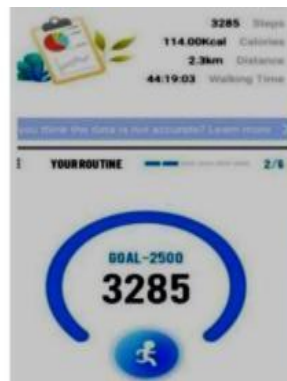 3285 Steps
114.00Kcal Calories
2.3km Distance
44:19:03 Walking Time
you think the data is not accurate? Learn more
YOUR ROUTINE 2/6
GOAL-2500
3285